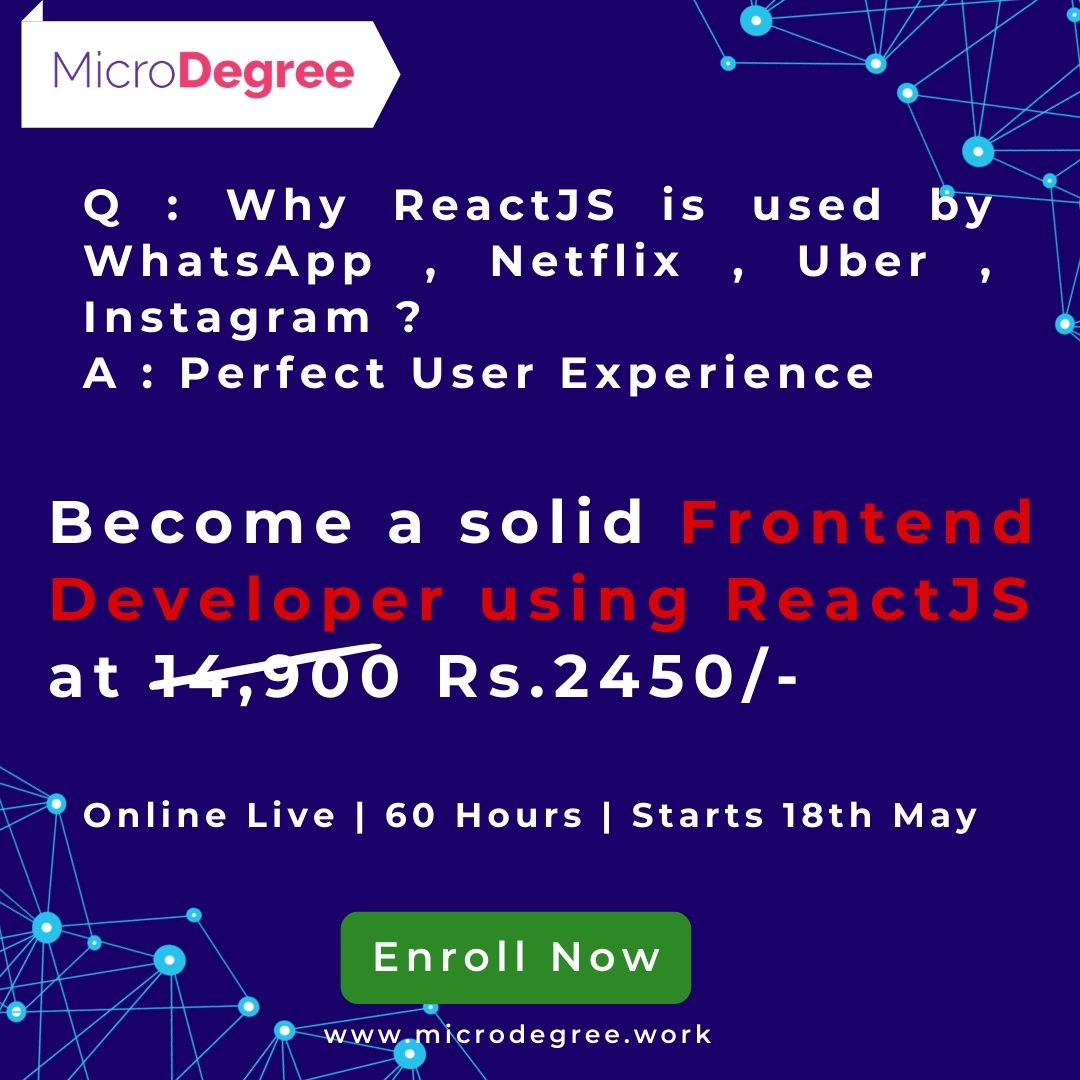 MicroDegree
Q : Why ReactJS is used by
WhatsApp , Netflix , Uber ,
Instagram ?
A : Perfect User Experience
Become a solid Frontend
Developer using ReactJS
at 14,900 Rs.2450/-
Online Live | 60 Hours | Starts 18th May
Enroll Now
www.microdegree.work